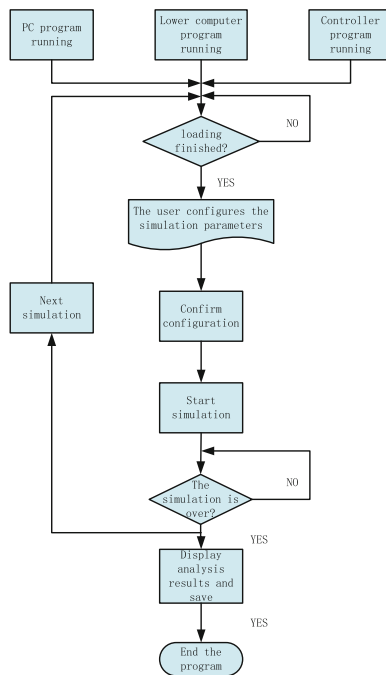 PC program
running
Lower computer
program
running
Controller
program
running
NO
loading
finished?
YES
The user configures the
simulation parameters
Next
simulation
Confirm
configuration
Start
simulation
NO
The
simulation is
over?
YES
Display
analysis
results and
save
YES
End the
program